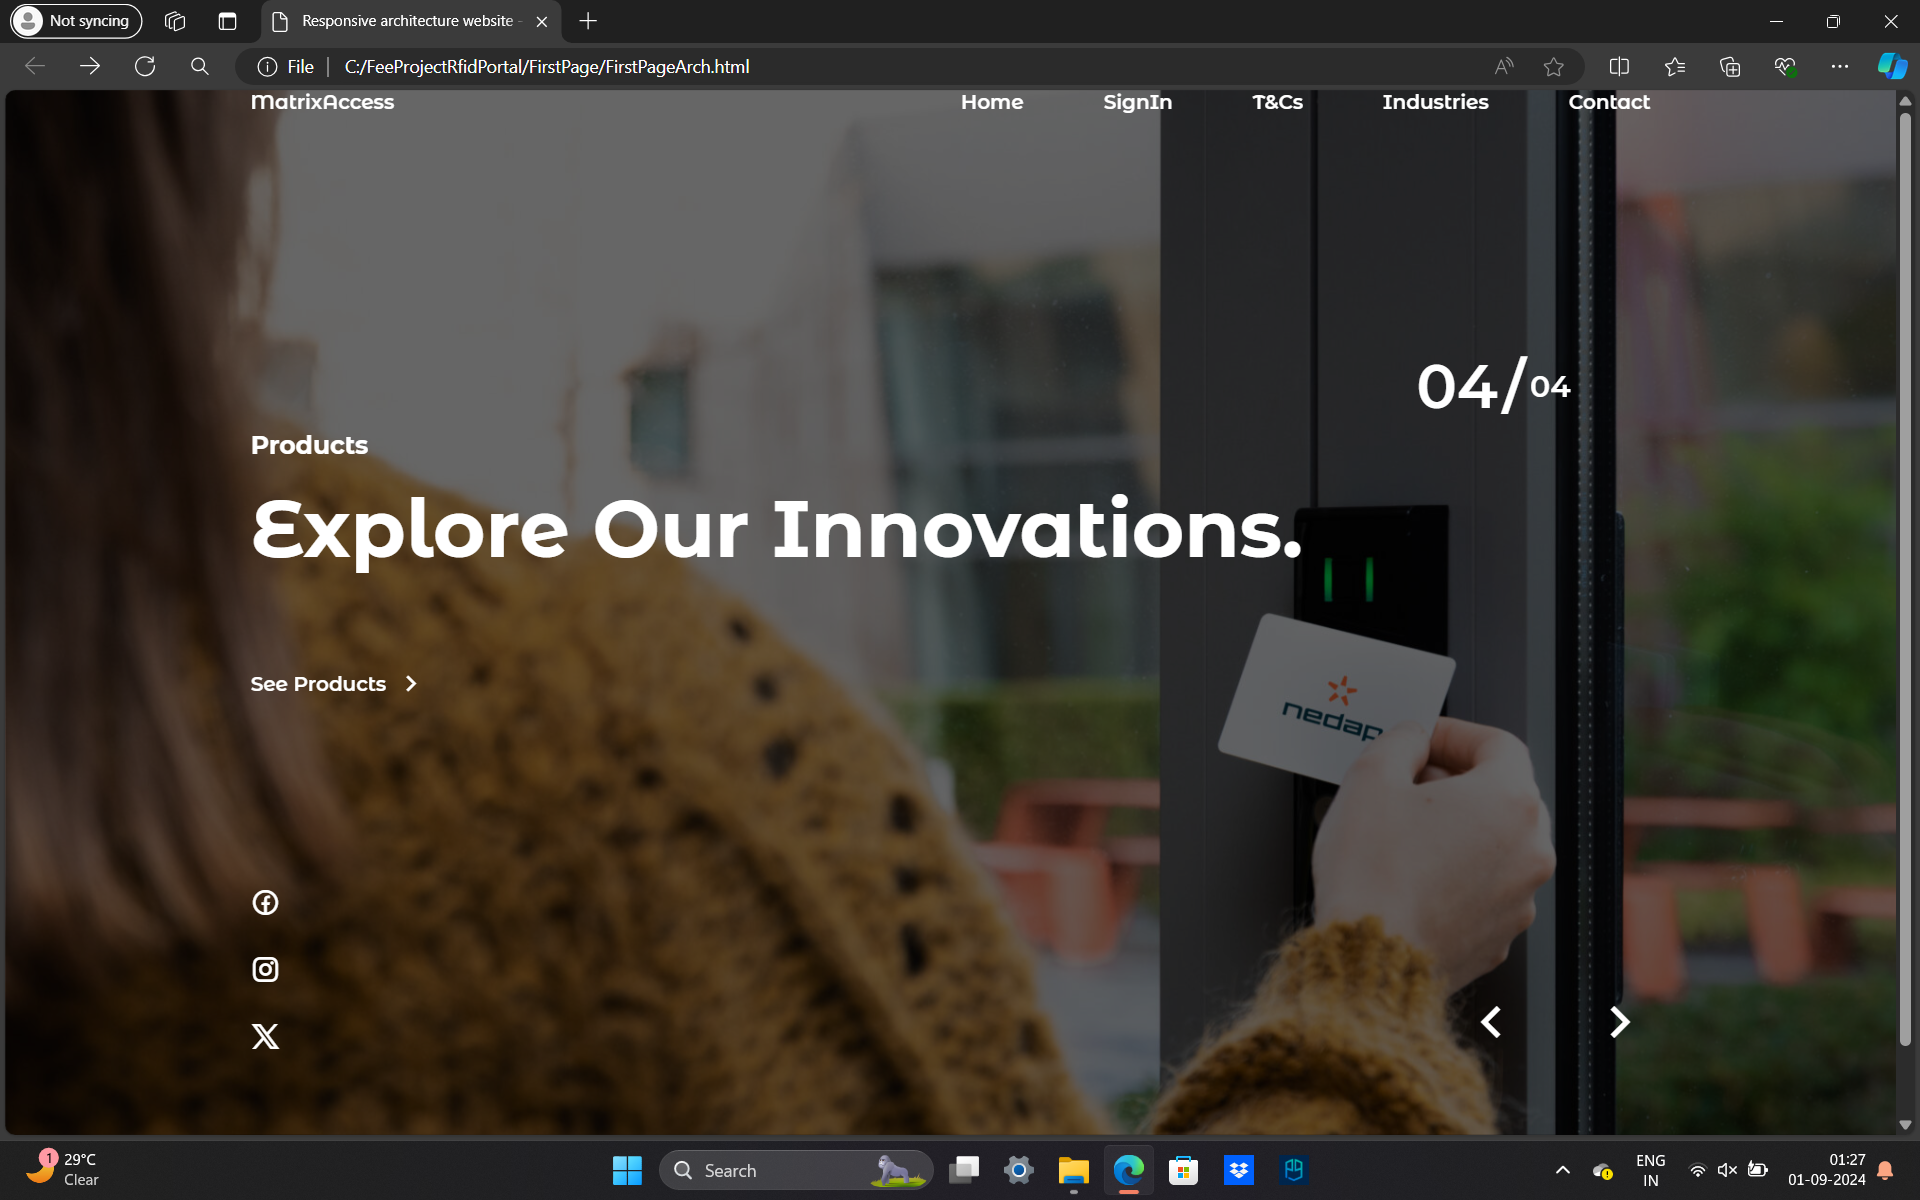 Not syncing
Responsive architecture website -
File
C:/FeeProjectRfidPortal/FirstPage/FirstPageArch.html
MatrixAccess
Home
SignIn
T&Cs
Industries
Contact
04/04
Products
Explore Our Innovations.
See Products
nedap
1
29°C
Clear
Search
ENG
IN
01:27
01-09-2024